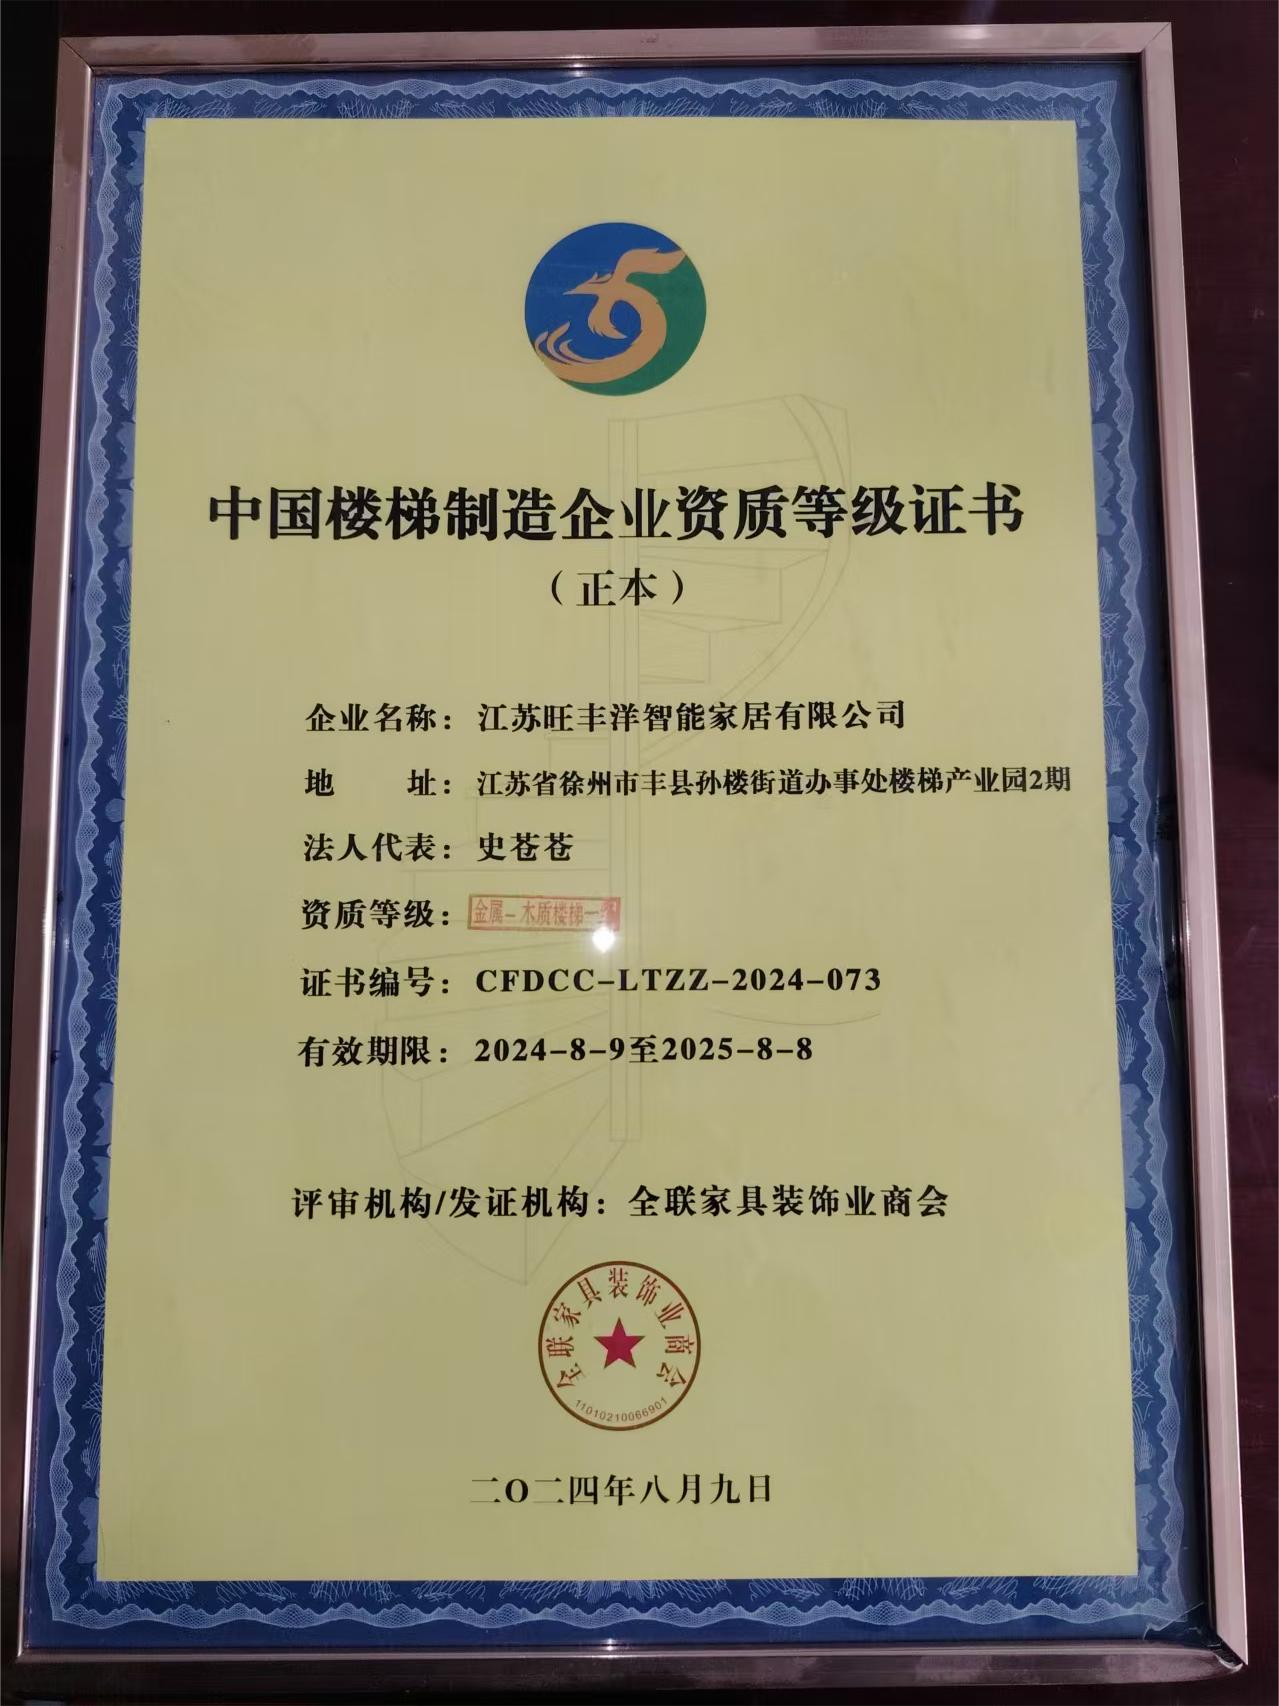 中国楼梯制造企业资质等级证书
（正本）
企业名称：江苏旺丰洋智能家居有限公司
地 址：江苏省徐州市丰县孙楼街道办事处楼梯产业园2期
法人代表：史苍苍
资质等级：金属-木质楼梯一级
证书编号：CFDCC-LTZZ-2024-073
有效期限：2024-8-9至2025-8-8
评审机构/发证机构：全联家具装饰业商会
全联家具装饰业商会
11010210066901
二〇二四年八月九日